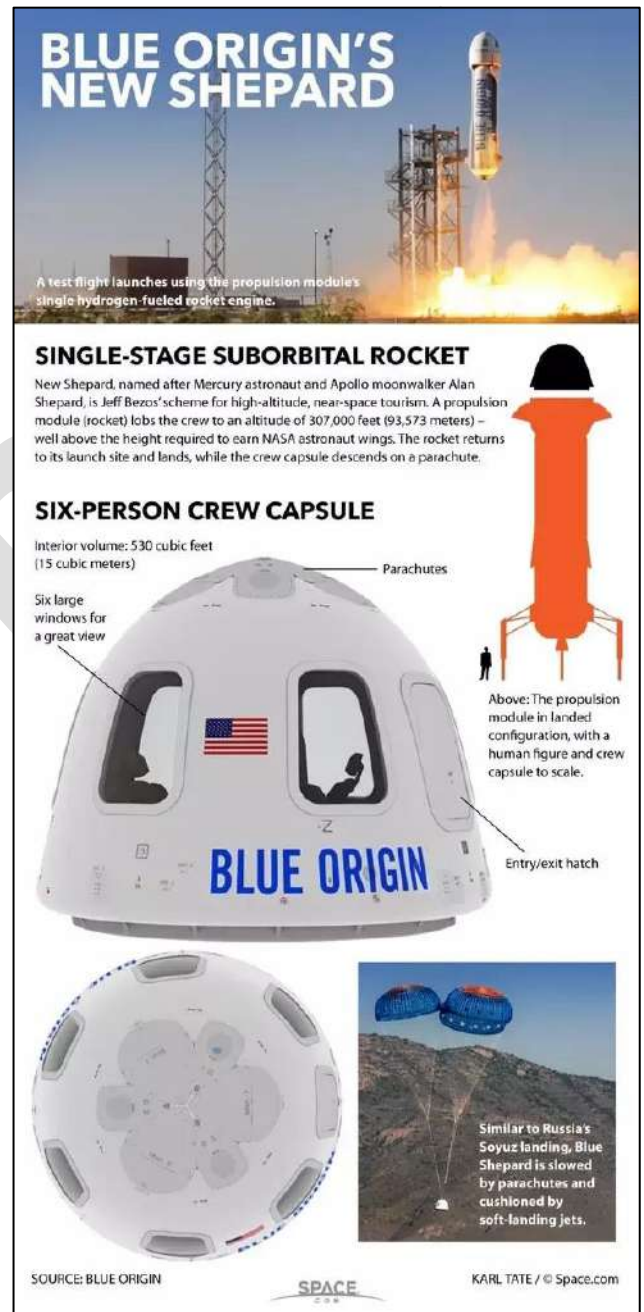 BLUE ORIGIN'S
NEW SHEPARD
BLUE ORIGIN
A test flight launches using the propulsion module's
single hydrogen-fueled rocket engine.
SINGLE-STAGE SUBORBITAL ROCKET
New Shepard, named after Mercury astronaut and Apollo moonwalker Alan
Shepard, is Jeff Bezos' scheme for high-altitude, near-space tourism. A propulsion
module (rocket) lobs the crew to an altitude of 307,000 feet (93,573 meters) –
well above the height required to earn NASA astronaut wings. The rocket returns
to its launch site and lands, while the crew capsule descends on a parachute.
SIX-PERSON CREW CAPSULE
Interior volume: 530 cubic feet
(15 cubic meters)
Parachutes
Six large
windows for
a great view
Above: The propulsion
module in landed
configuration, with a
human figure and crew
capsule to scale.
-Z
BLUE ORIGIN
Entry/exit hatch
Similar to Russia's
Soyuz landing, Blue
Shepard is slowed
by parachutes and
cushioned by
soft-landing jets.
SOURCE: BLUE ORIGIN
SPACE
.COM
KARL TATE / © Space.com